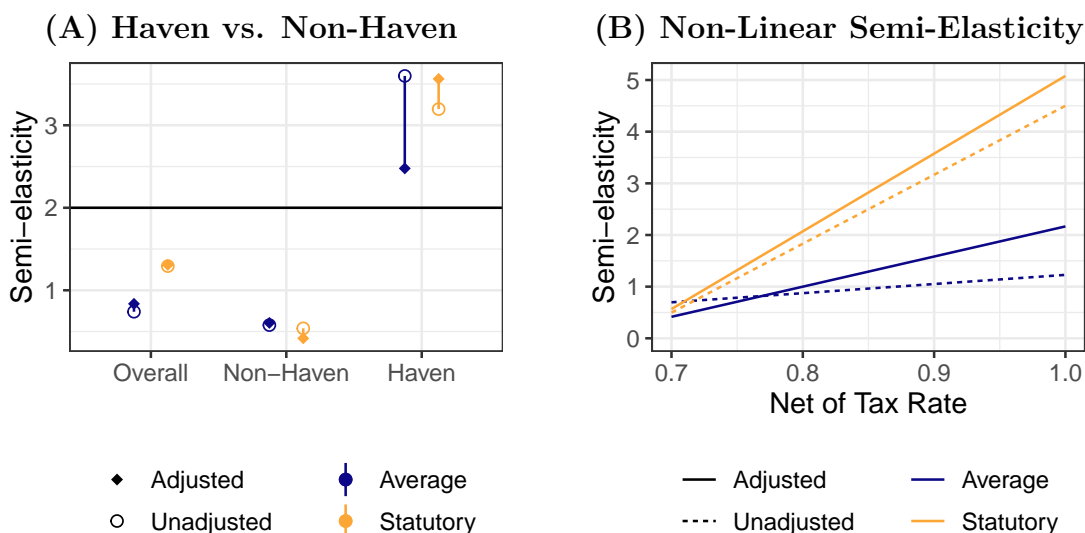 (A) Haven vs. Non-Haven
Semi-elasticity
3
2
1
Overall Non-Haven Haven
Adjusted Average
Unadjusted Statutory
(B) Non-Linear Semi-Elasticity
Semi-elasticity
5
4
3
2
1
0
0.7 0.8 0.9 1.0
Net of Tax Rate
Adjusted Average
Unadjusted Statutory